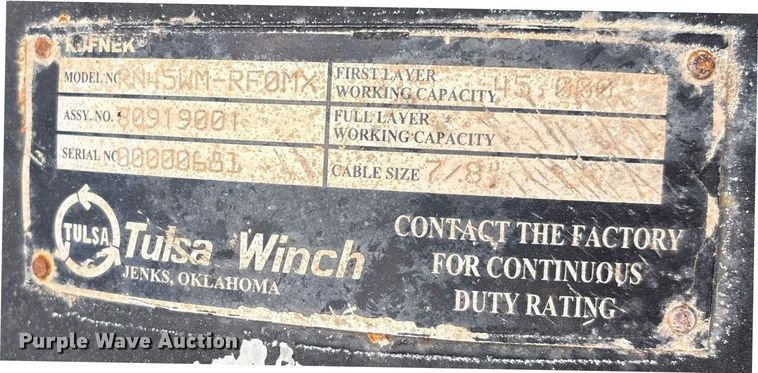 MODEL NO RN45WM-RF0MX
ASSY. NO. 80919001
SERIAL NO 00000651
FIRST LAYER
WORKING CAPACITY 45,000
FULL LAYER
WORKING CAPACITY
CABLE SIZE 7/8"
TULSA
Tulsa Winch
JENKS, OKLAHOMA
CONTACT THE FACTORY
FOR CONTINUOUS
DUTY RATING
Purple Wave Auction